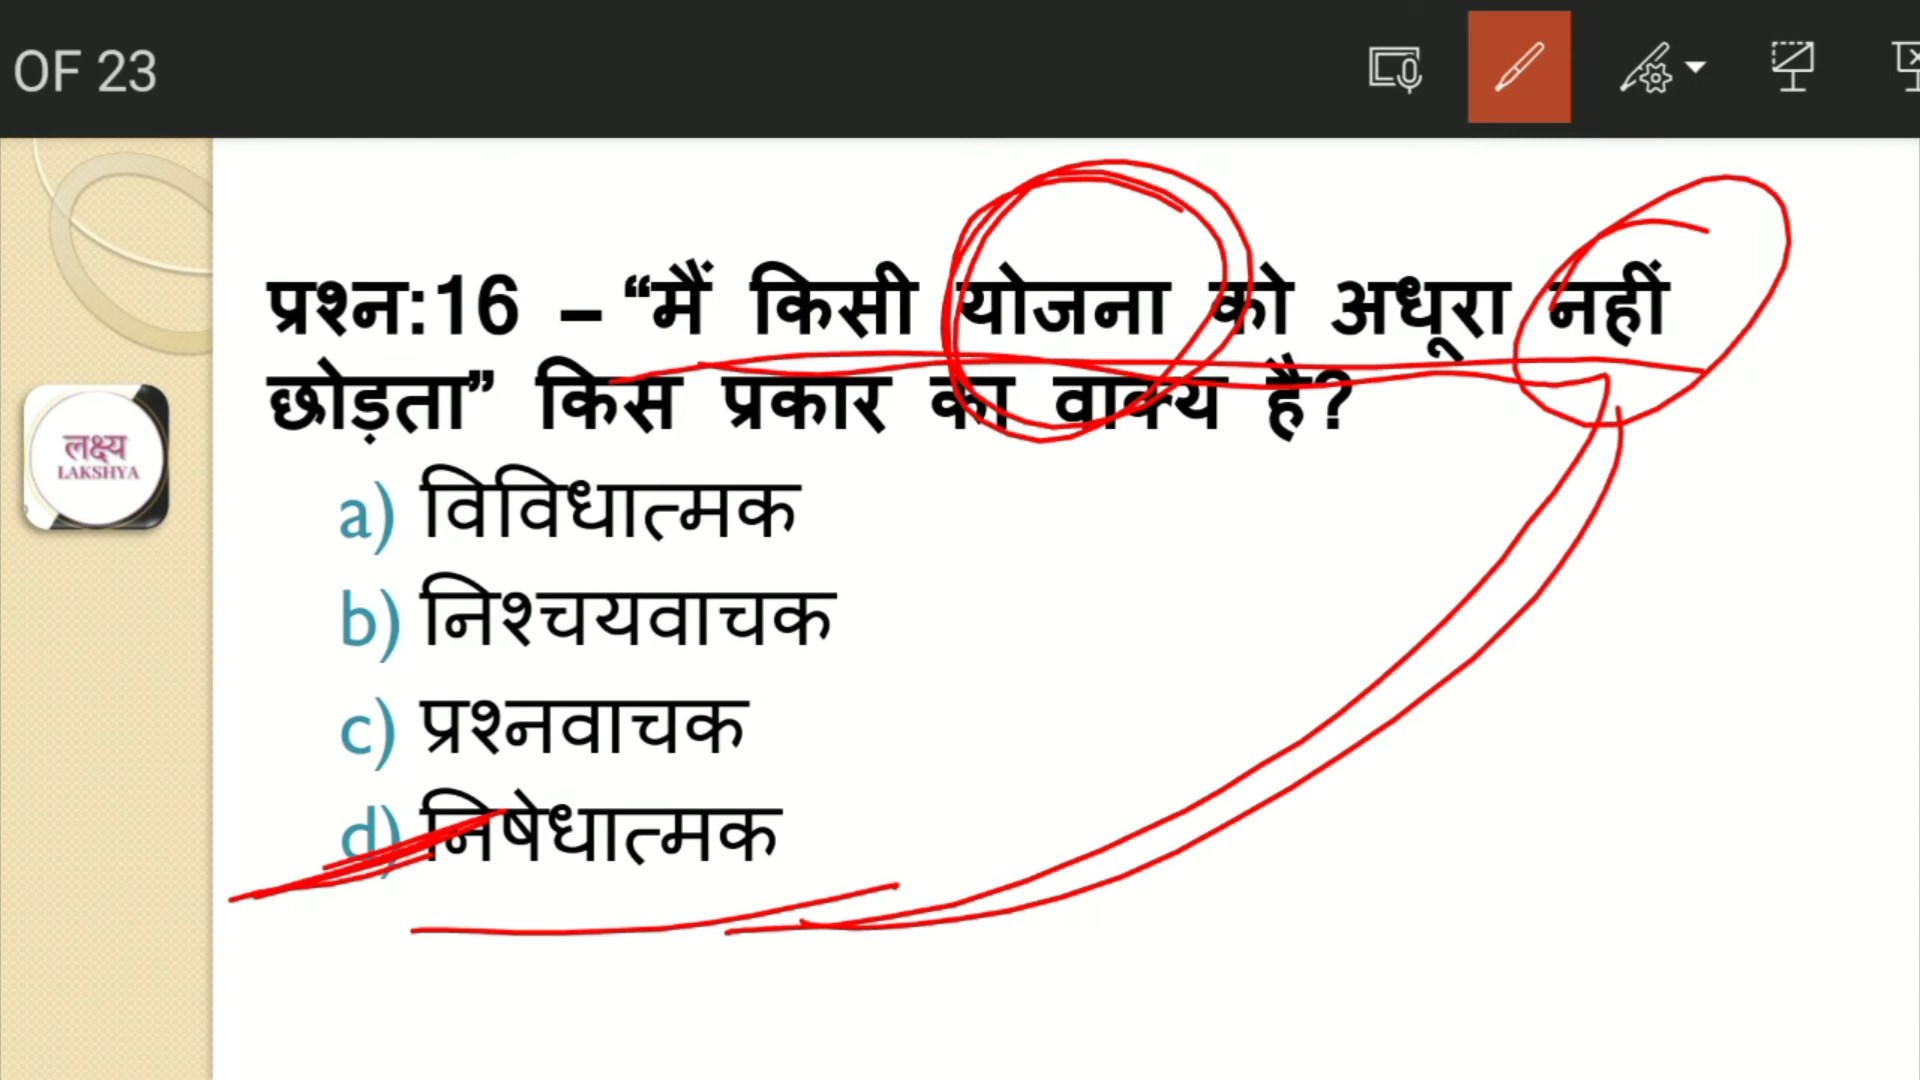 OF 23
प्रश्न:16 – “मैं किसी योजना को अधूरा नहीं
छोड़ता” किस प्रकार का वाक्य है?
लक्ष्य
LAKSHYA
a) विविधात्मक
b) निश्चयवाचक
c) प्रश्नवाचक
d) निषेधात्मक